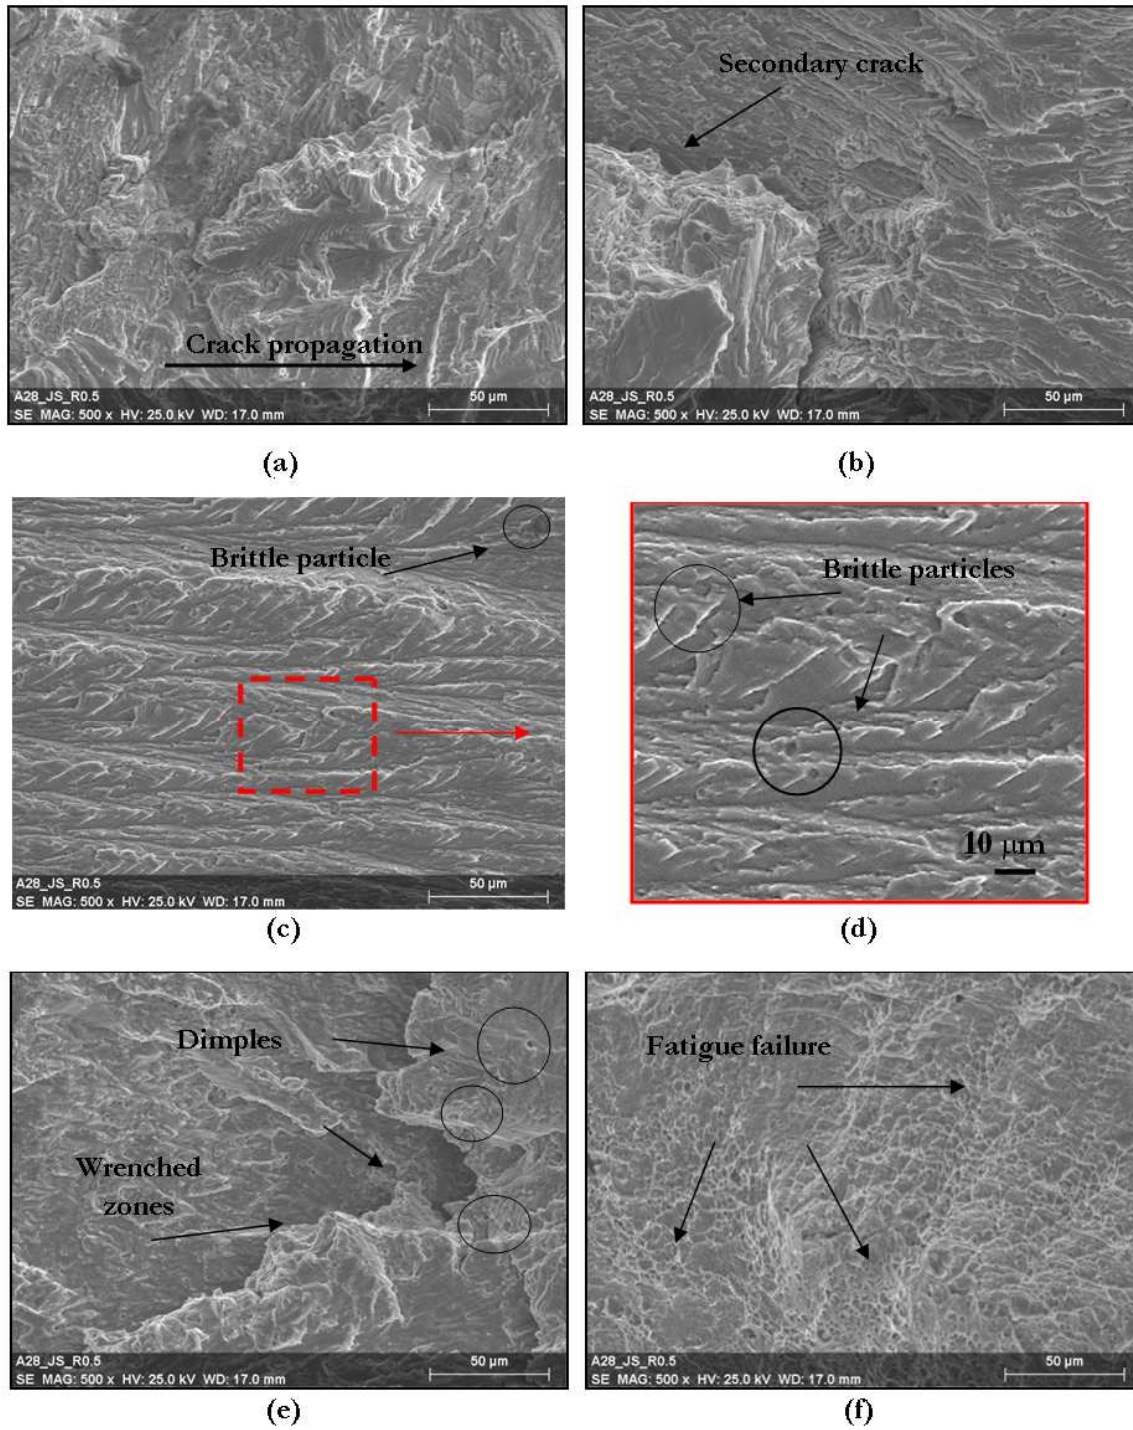 Crack propagation
A28_JS_R0.5
SE MAG: 500 x HV: 25.0 kV WD: 17.0 mm
50 µm
(a)
Secondary crack
A28_JS_R0.5
SE MAG: 500 x HV: 25.0 kV WD: 17.0 mm
50 µm
(b)
Brittle particle
A28_JS_R0.5
SE MAG: 500 x HV: 25.0 kV WD: 17.0 mm
50 µm
(c)
Brittle particles
10 µm
(d)
Dimples
Wrenched
zones
A28_JS_R0.5
SE MAG: 500 x HV: 25.0 kV WD: 17.0 mm
50 µm
(e)
Fatigue failure
A28_JS_R0.5
SE MAG: 500 x HV: 25.0 kV WD: 17.0 mm
50 µm
(f)